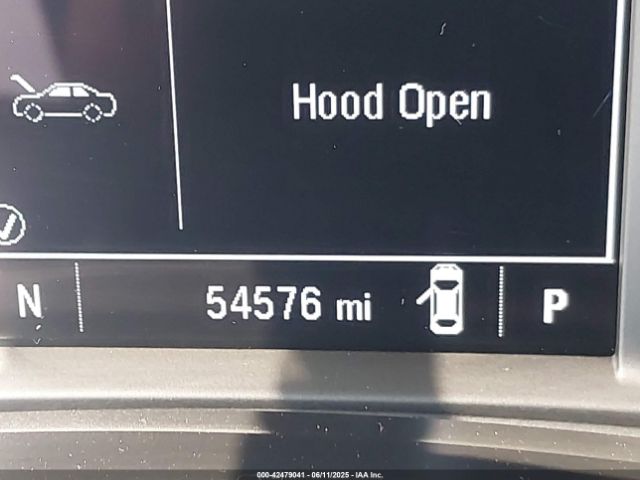 Hood Open
N 54576 mi P
000-42479041 - 06/11/2025 - IAA Inc.